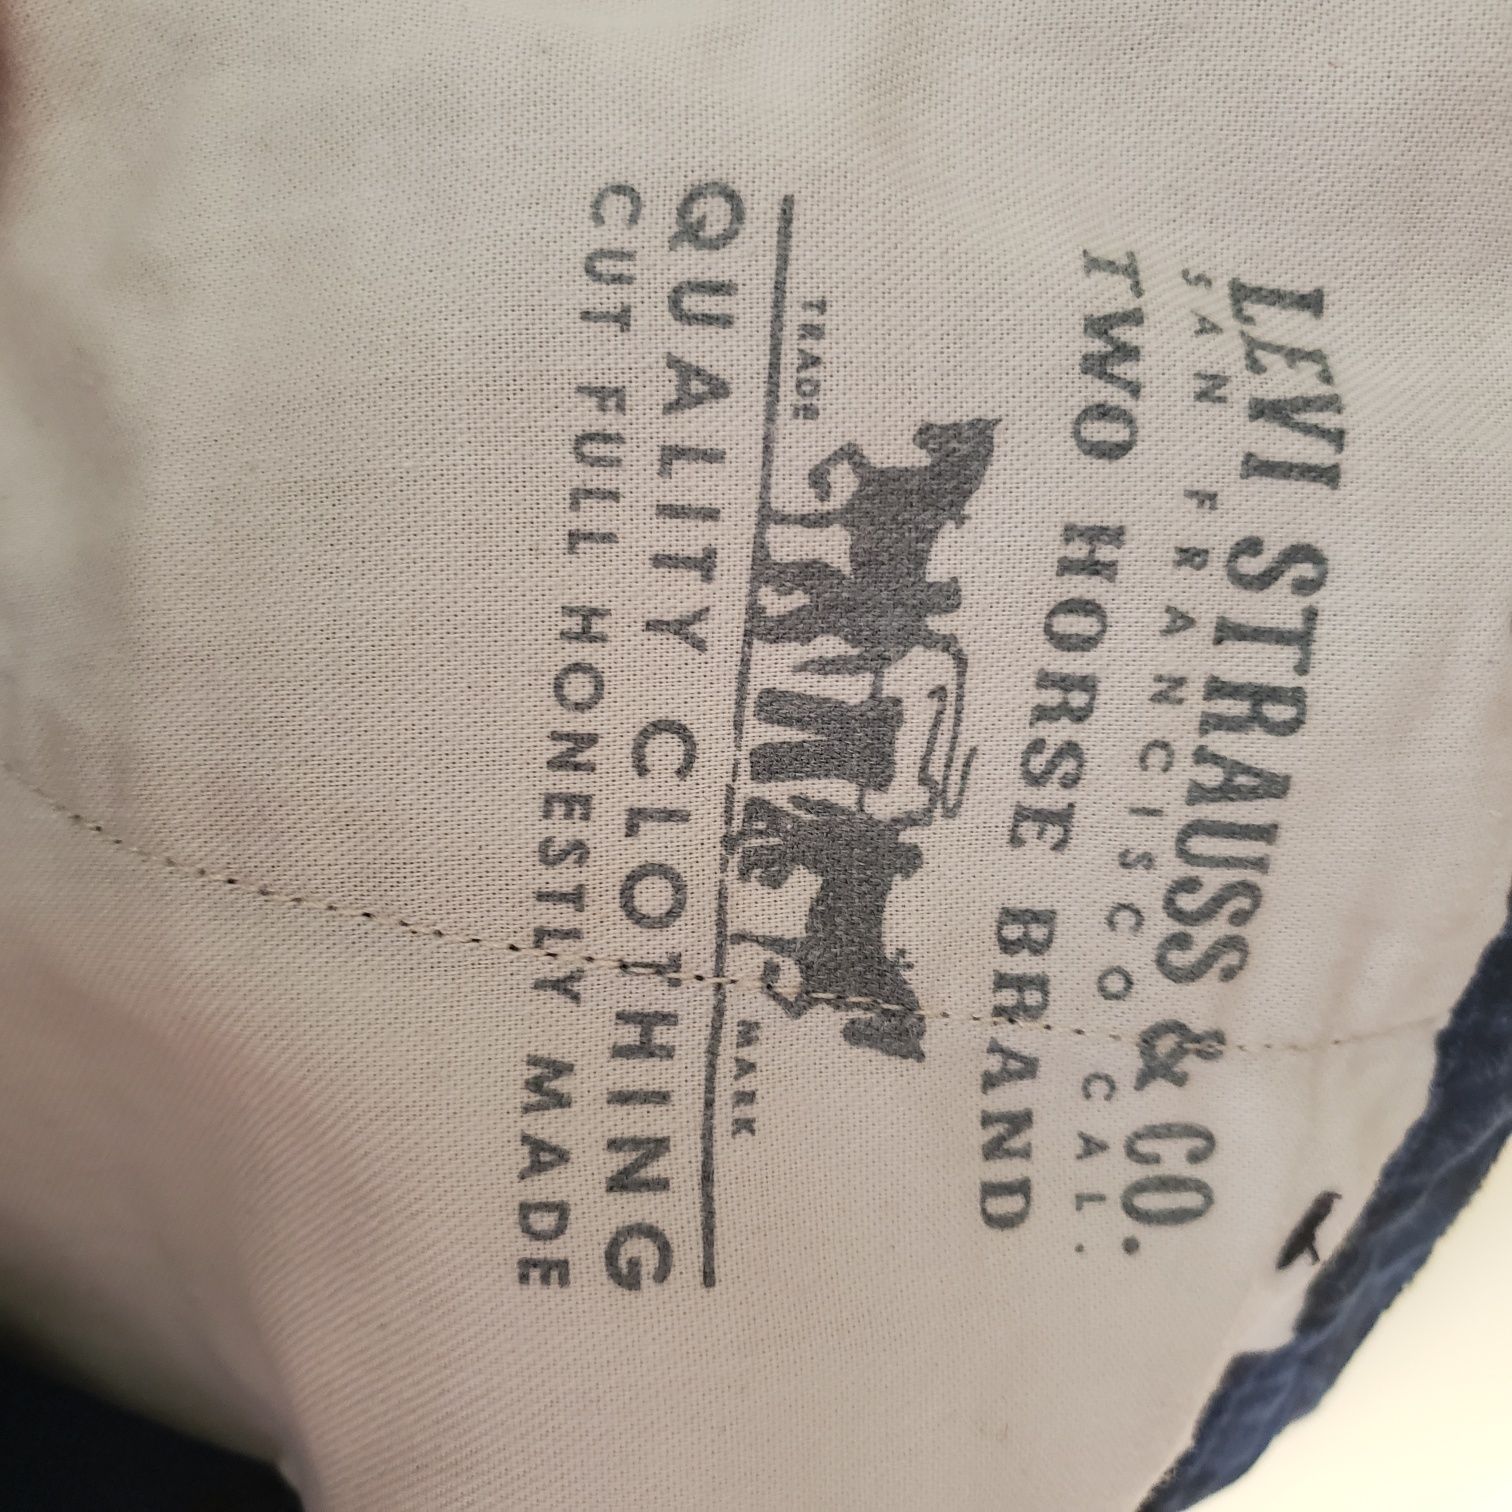 LEVI STRAUSS & CO.
SAN FRANCISCO CAL.
TWO HORSE BRAND
TRADE MARK
QUALITY CLOTHING
CUT FULL HONESTLY MADE